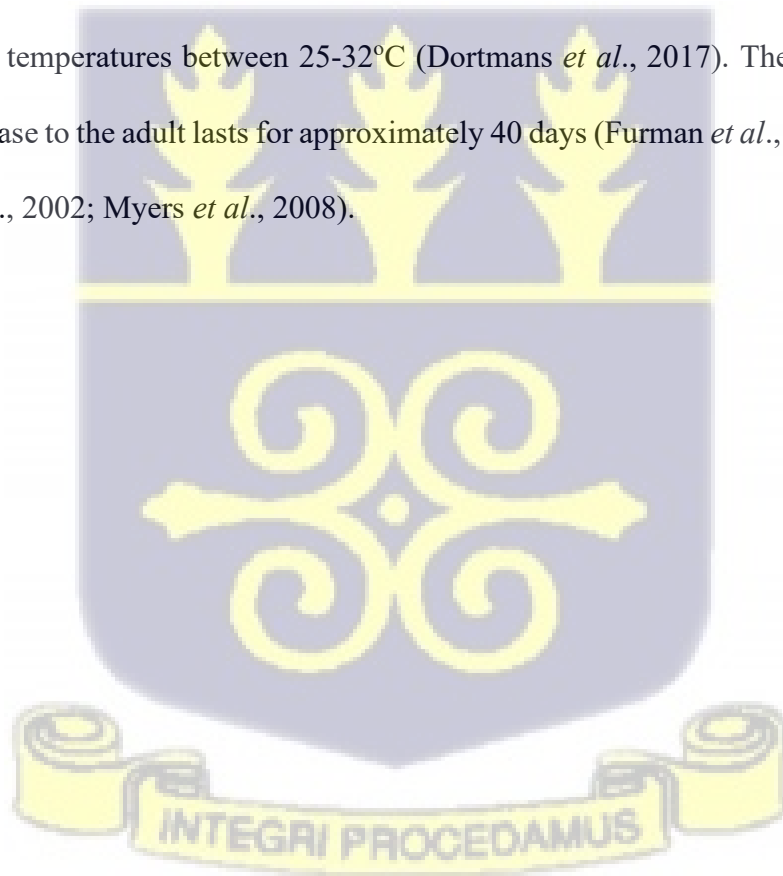 temperatures between 25-32ºC (Dortmans et al., 2017). The
ase to the adult lasts for approximately 40 days (Furman et al.,
., 2002; Myers et al., 2008).
INTEGRI PROCEDAMUS